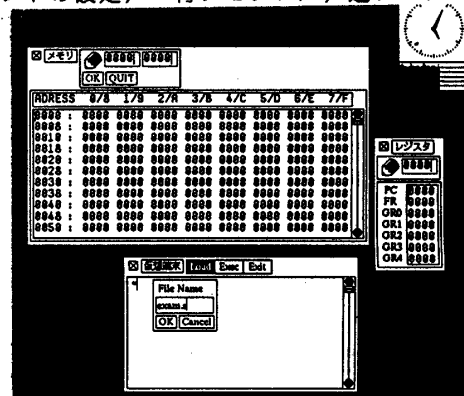 メモリ 0000 0000
OK QUIT
ADRESS 0/8 1/9 2/A 3/B 4/C 5/D 6/E 7/F
0000 : 0000 0000 0000 0000 0000 0000 0000 0000
0008 : 0000 0000 0000 0000 0000 0000 0000 0000
0010 : 0000 0000 0000 0000 0000 0000 0000 0000
0018 : 0000 0000 0000 0000 0000 0000 0000 0000
0020 : 0000 0000 0000 0000 0000 0000 0000 0000
0028 : 0000 0000 0000 0000 0000 0000 0000 0000
0030 : 0000 0000 0000 0000 0000 0000 0000 0000
0038 : 0000 0000 0000 0000 0000 0000 0000 0000
0040 : 0000 0000 0000 0000 0000 0000 0000 0000
0048 : 0000 0000 0000 0000 0000 0000 0000 0000
0050 : 0000 0000 0000 0000 0000 0000 0000 0000
レジスタ
0000
PC 0000
FR 0000
GR0 0000
GR1 0000
GR2 0000
GR3 0000
GR4 0000
Load Exec Exit
File Name
exam.s
OK Cancel